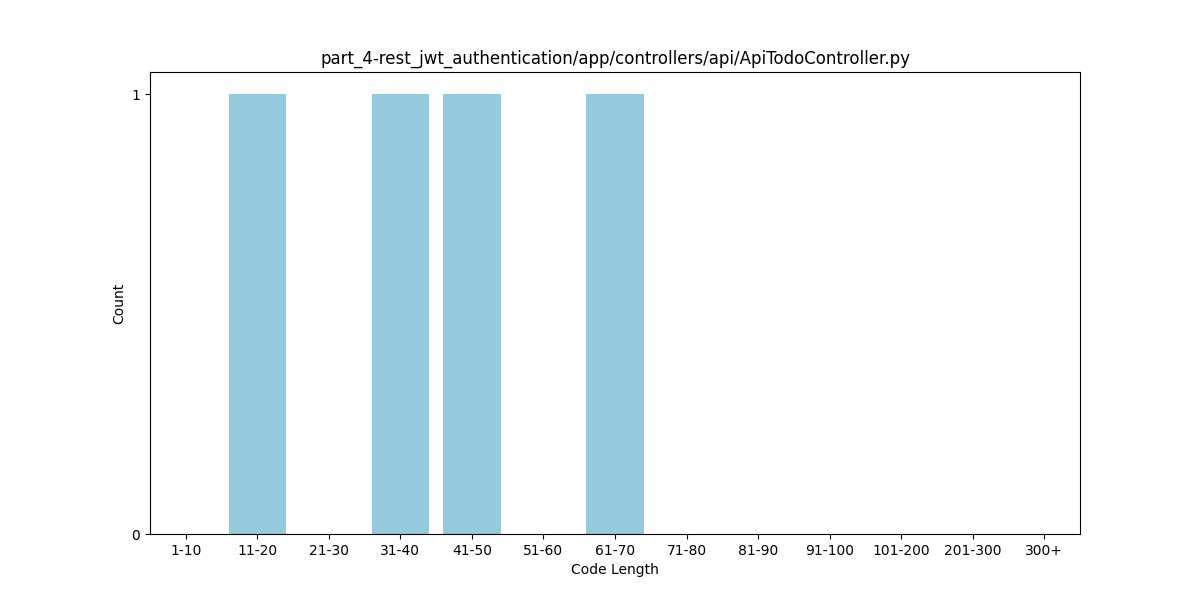 part_4-rest_jwt_authentication/app/controllers/api/ApiTodoController.py
1
Count
0
1-10 11-20 21-30 31-40 41-50 51-60 61-70 71-80 81-90 91-100 101-200 201-300 300+
Code Length